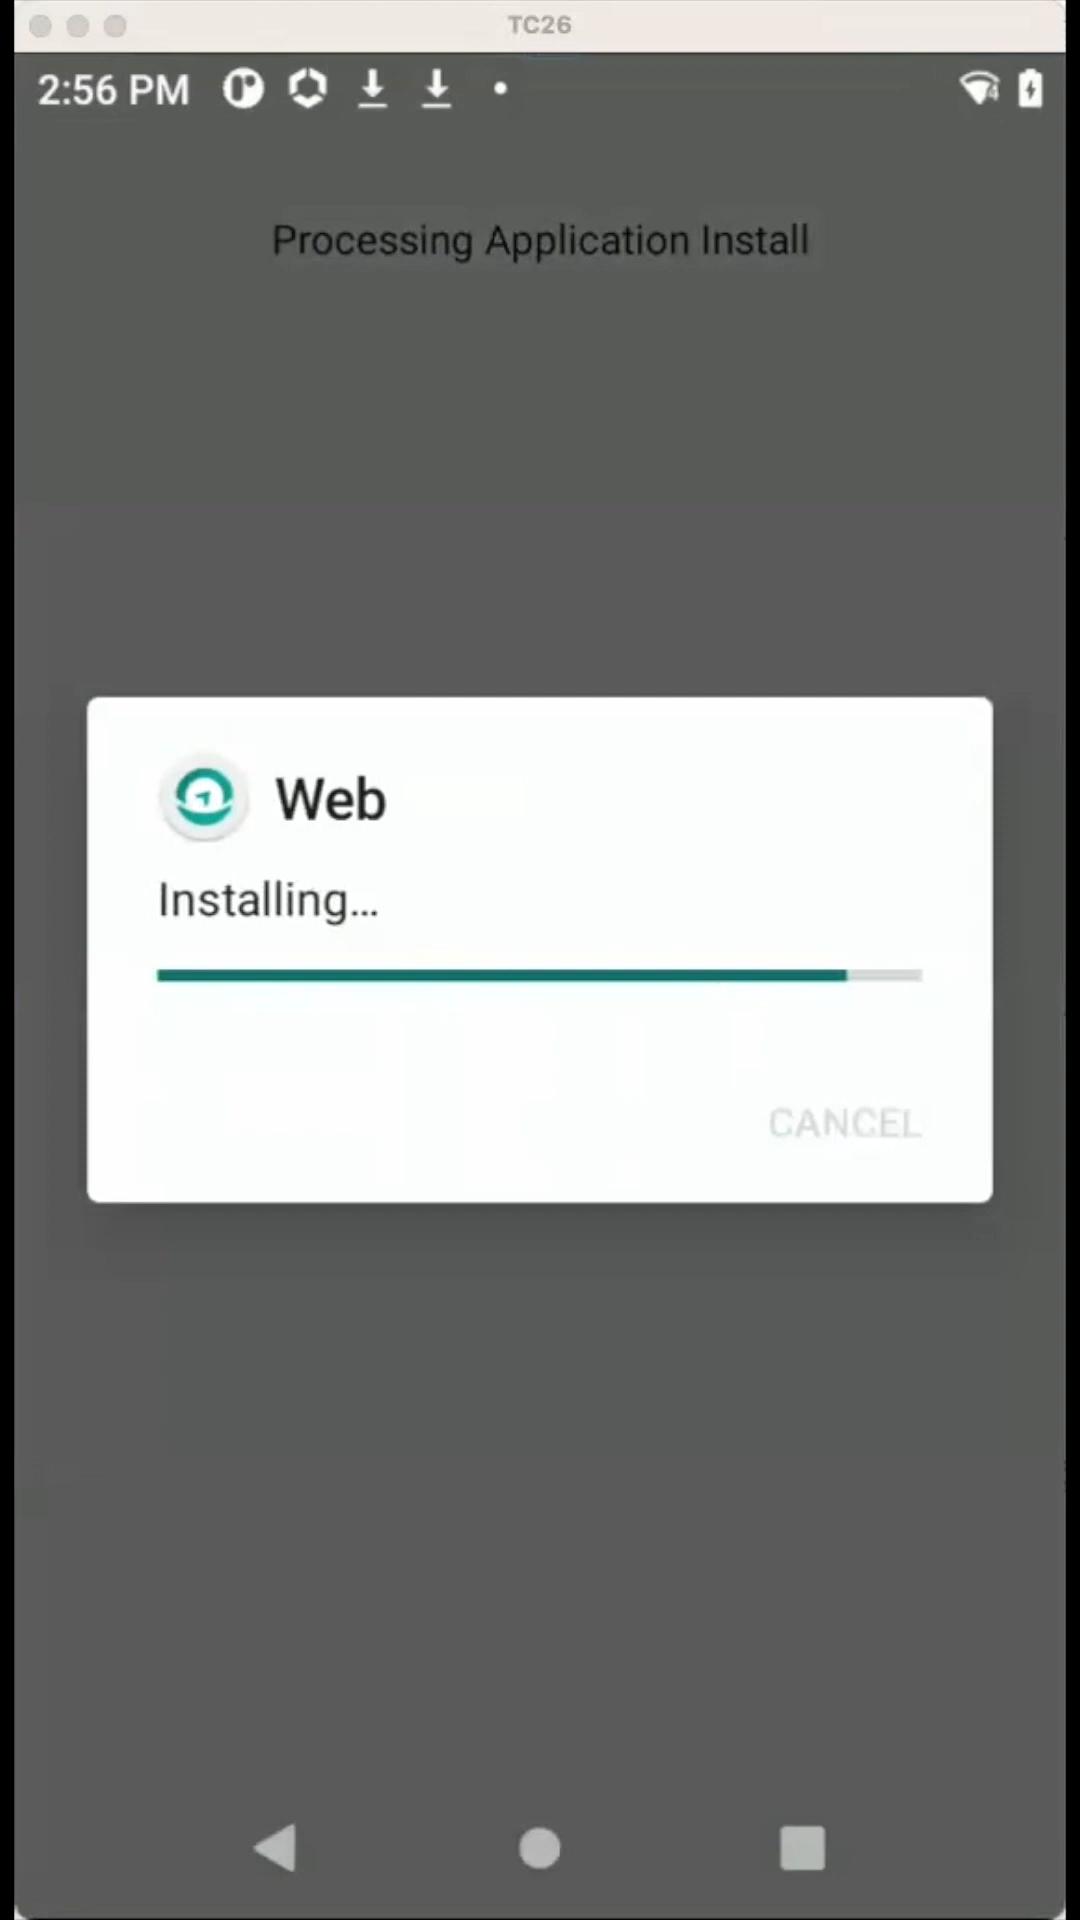 TC26
2:56 PM
Processing Application Install
Web
Installing...
CANCEL